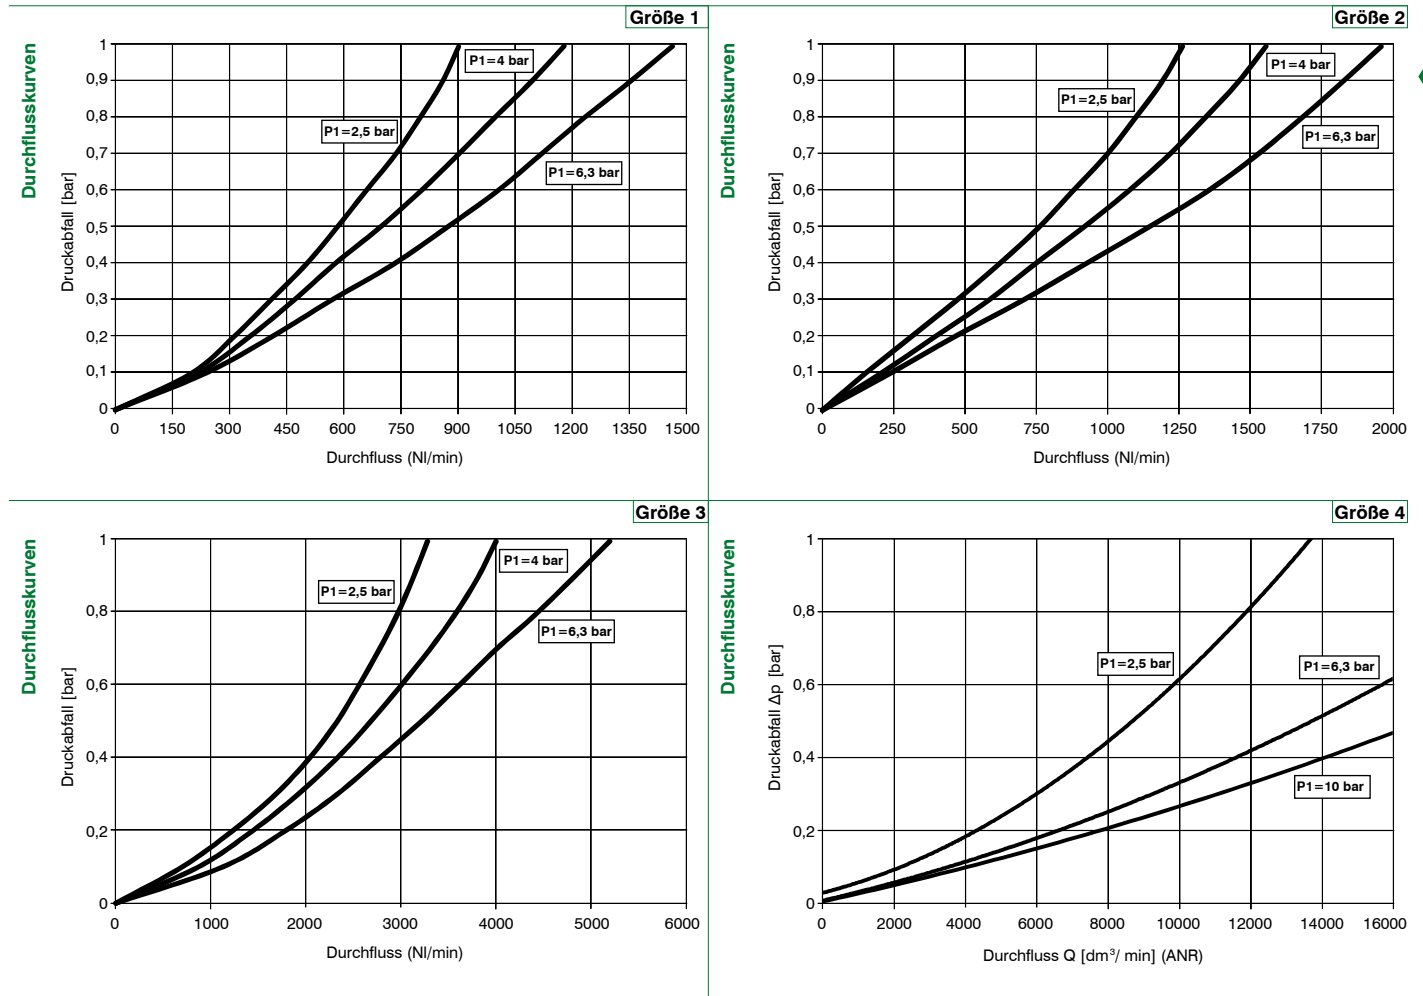 Größe 1
Durchflusskurven
Druckabfall [bar]
1
0,9
0,8
0,7
0,6
0,5
0,4
0,3
0,2
0,1
0
P1=4 bar
P1=2,5 bar
P1=6,3 bar
0 150 300 450 600 750 900 1050 1200 1350 1500
Durchfluss (Nl/min)
Größe 2
Durchflusskurven
Druckabfall [bar]
1
0,9
0,8
0,7
0,6
0,5
0,4
0,3
0,2
0,1
0
P1=4 bar
P1=2,5 bar
P1=6,3 bar
0 250 500 750 1000 1250 1500 1750 2000
Durchfluss (Nl/min)
Größe 3
Durchflusskurven
Druckabfall [bar]
1
0,8
0,6
0,4
0,2
0
P1=4 bar
P1=2,5 bar
P1=6,3 bar
0 1000 2000 3000 4000 5000 6000
Durchfluss (Nl/min)
Größe 4
Durchflusskurven
Druckabfall Δp [bar]
1
0,8
0,6
0,4
0,2
0
P1=2,5 bar
P1=6,3 bar
P1=10 bar
0 2000 4000 6000 8000 10000 12000 14000 16000
Durchfluss Q [dm³/ min] (ANR)